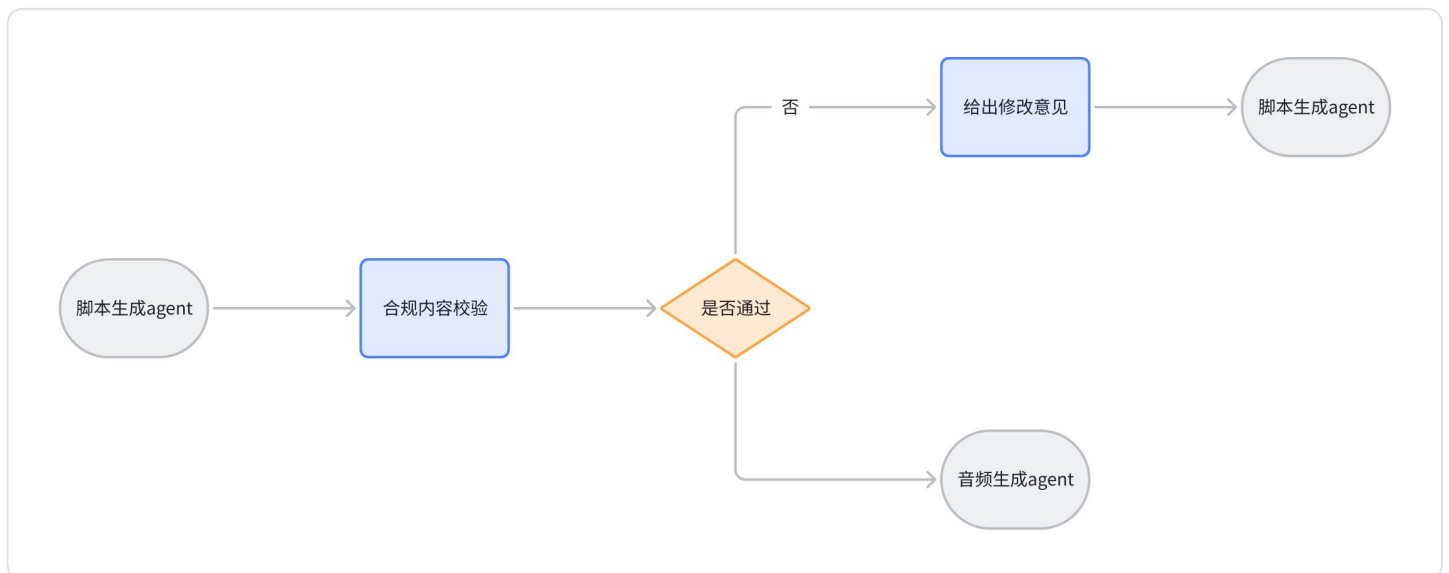 否
给出修改意见
脚本生成agent
脚本生成agent
合规内容校验
是否通过
音频生成agent